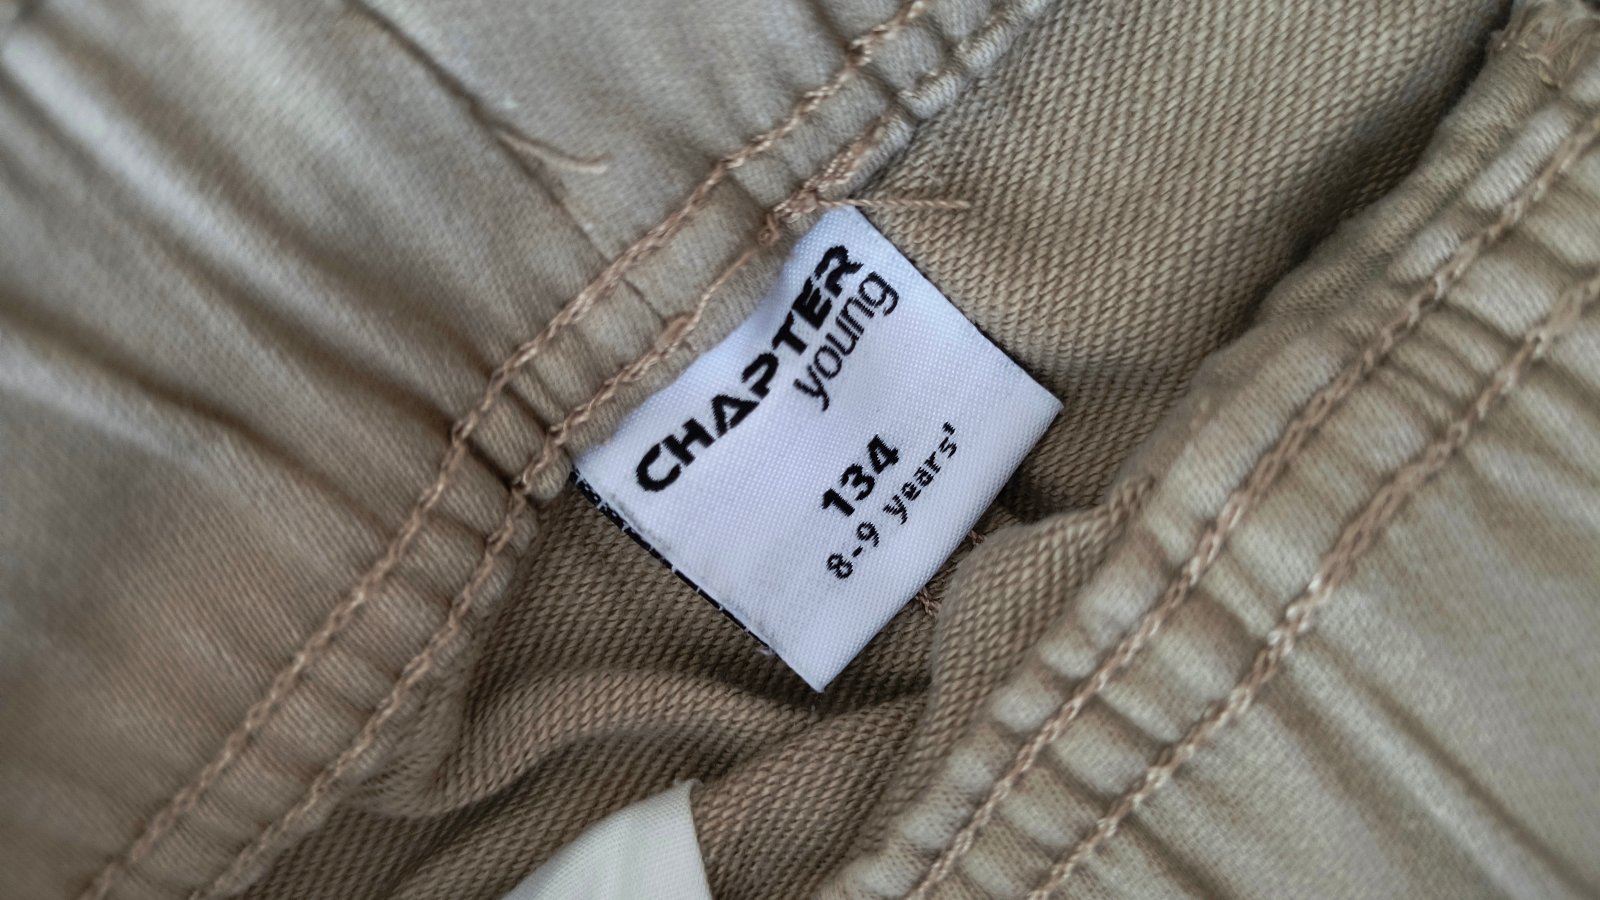 CHAPTER
young
134
8-9 years'